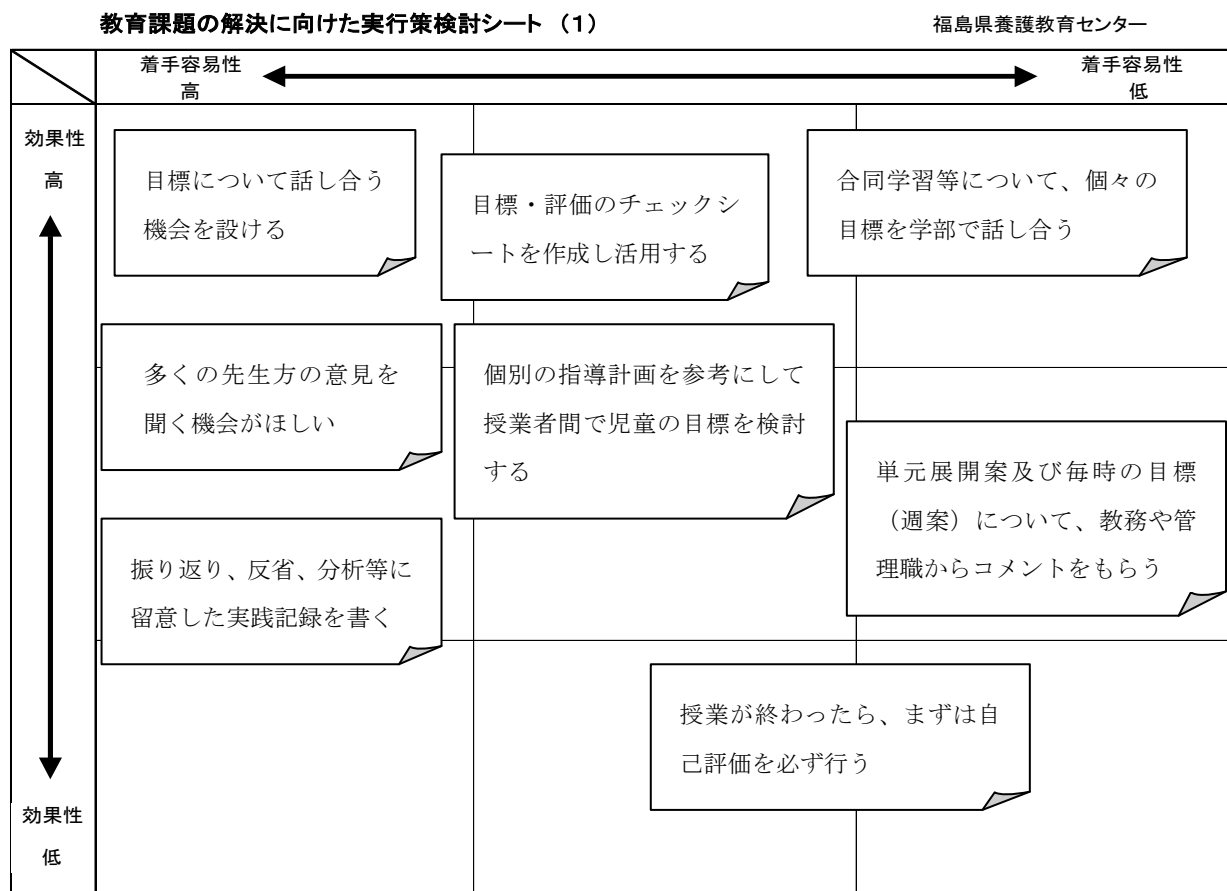 教育課題の解決に向けた実行策検討シート （１）
福島県養護教育センター
着手容易性
高
着手容易性
低
効果性
高
目標について話し合う
機会を設ける
目標・評価のチェックシ
ートを作成し活用する
合同学習等について、個々の
目標を学部で話し合う
多くの先生方の意見を
聞く機会がほしい
個別の指導計画を参考にして
授業者間で児童の目標を検討
する
単元展開案及び毎時の目標
（週案）について、教務や管
理職からコメントをもらう
振り返り、反省、分析等に
留意した実践記録を書く
授業が終わったら、まずは自
己評価を必ず行う
効果性
低